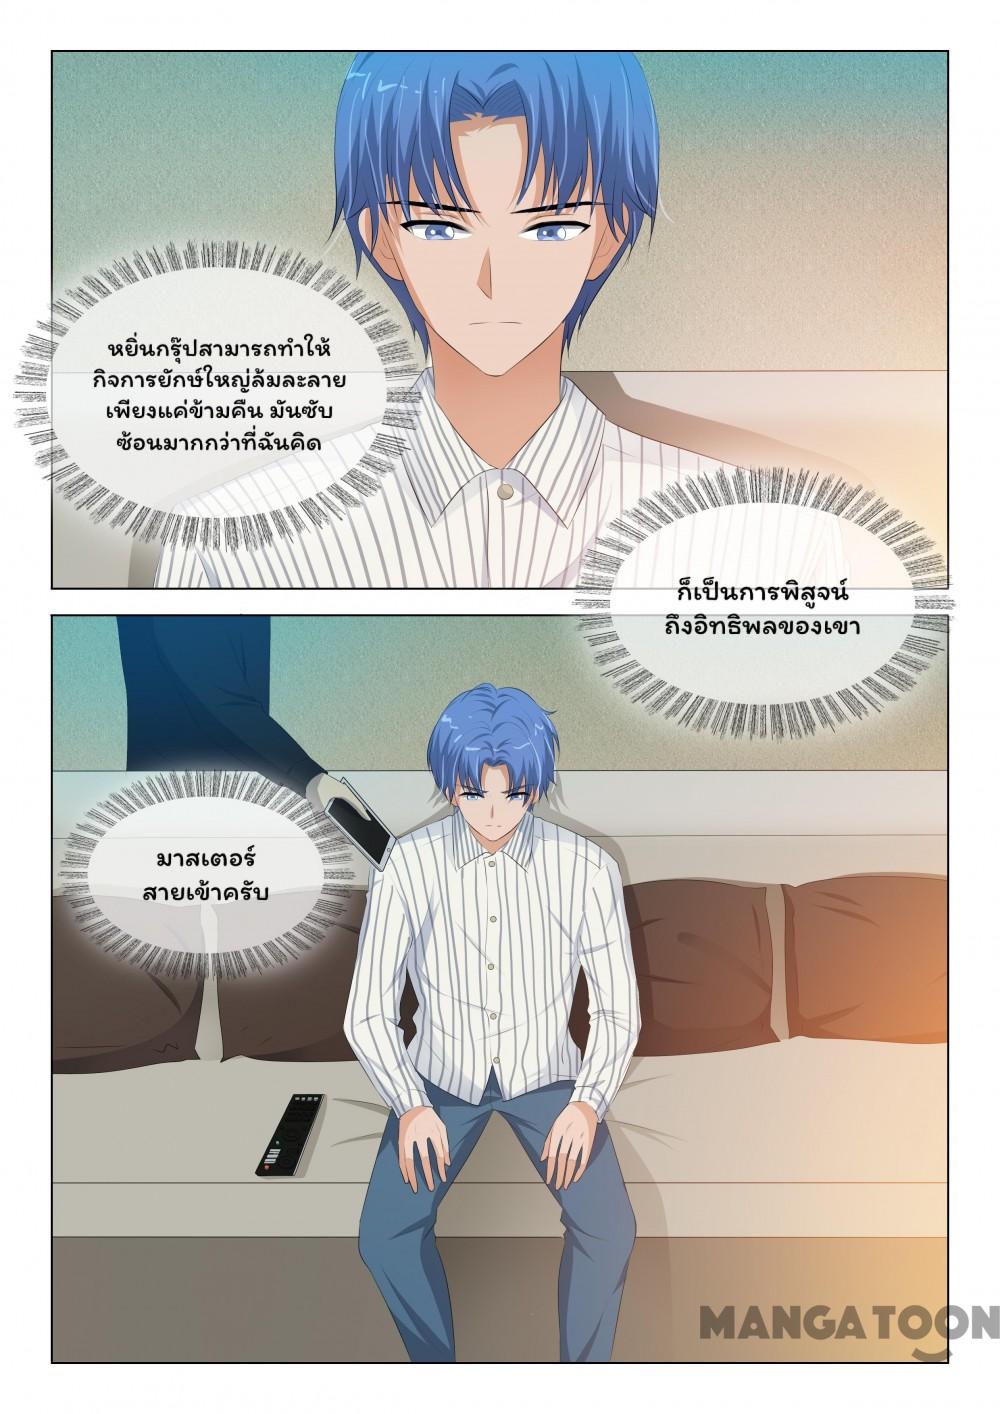 หยิ่นกรุ๊ปสามารถทำให้
กิจการยักษ์ใหญ่ล้มละลาย
เพียงแค่ข้ามคืน มันซับ
ซ้อนมากกว่าที่ฉันคิด
ก็เป็นการพิสูจน์
ถึงอิทธิพลของเขา
มาสเตอร์
สายเข้าครับ
MANGATOON